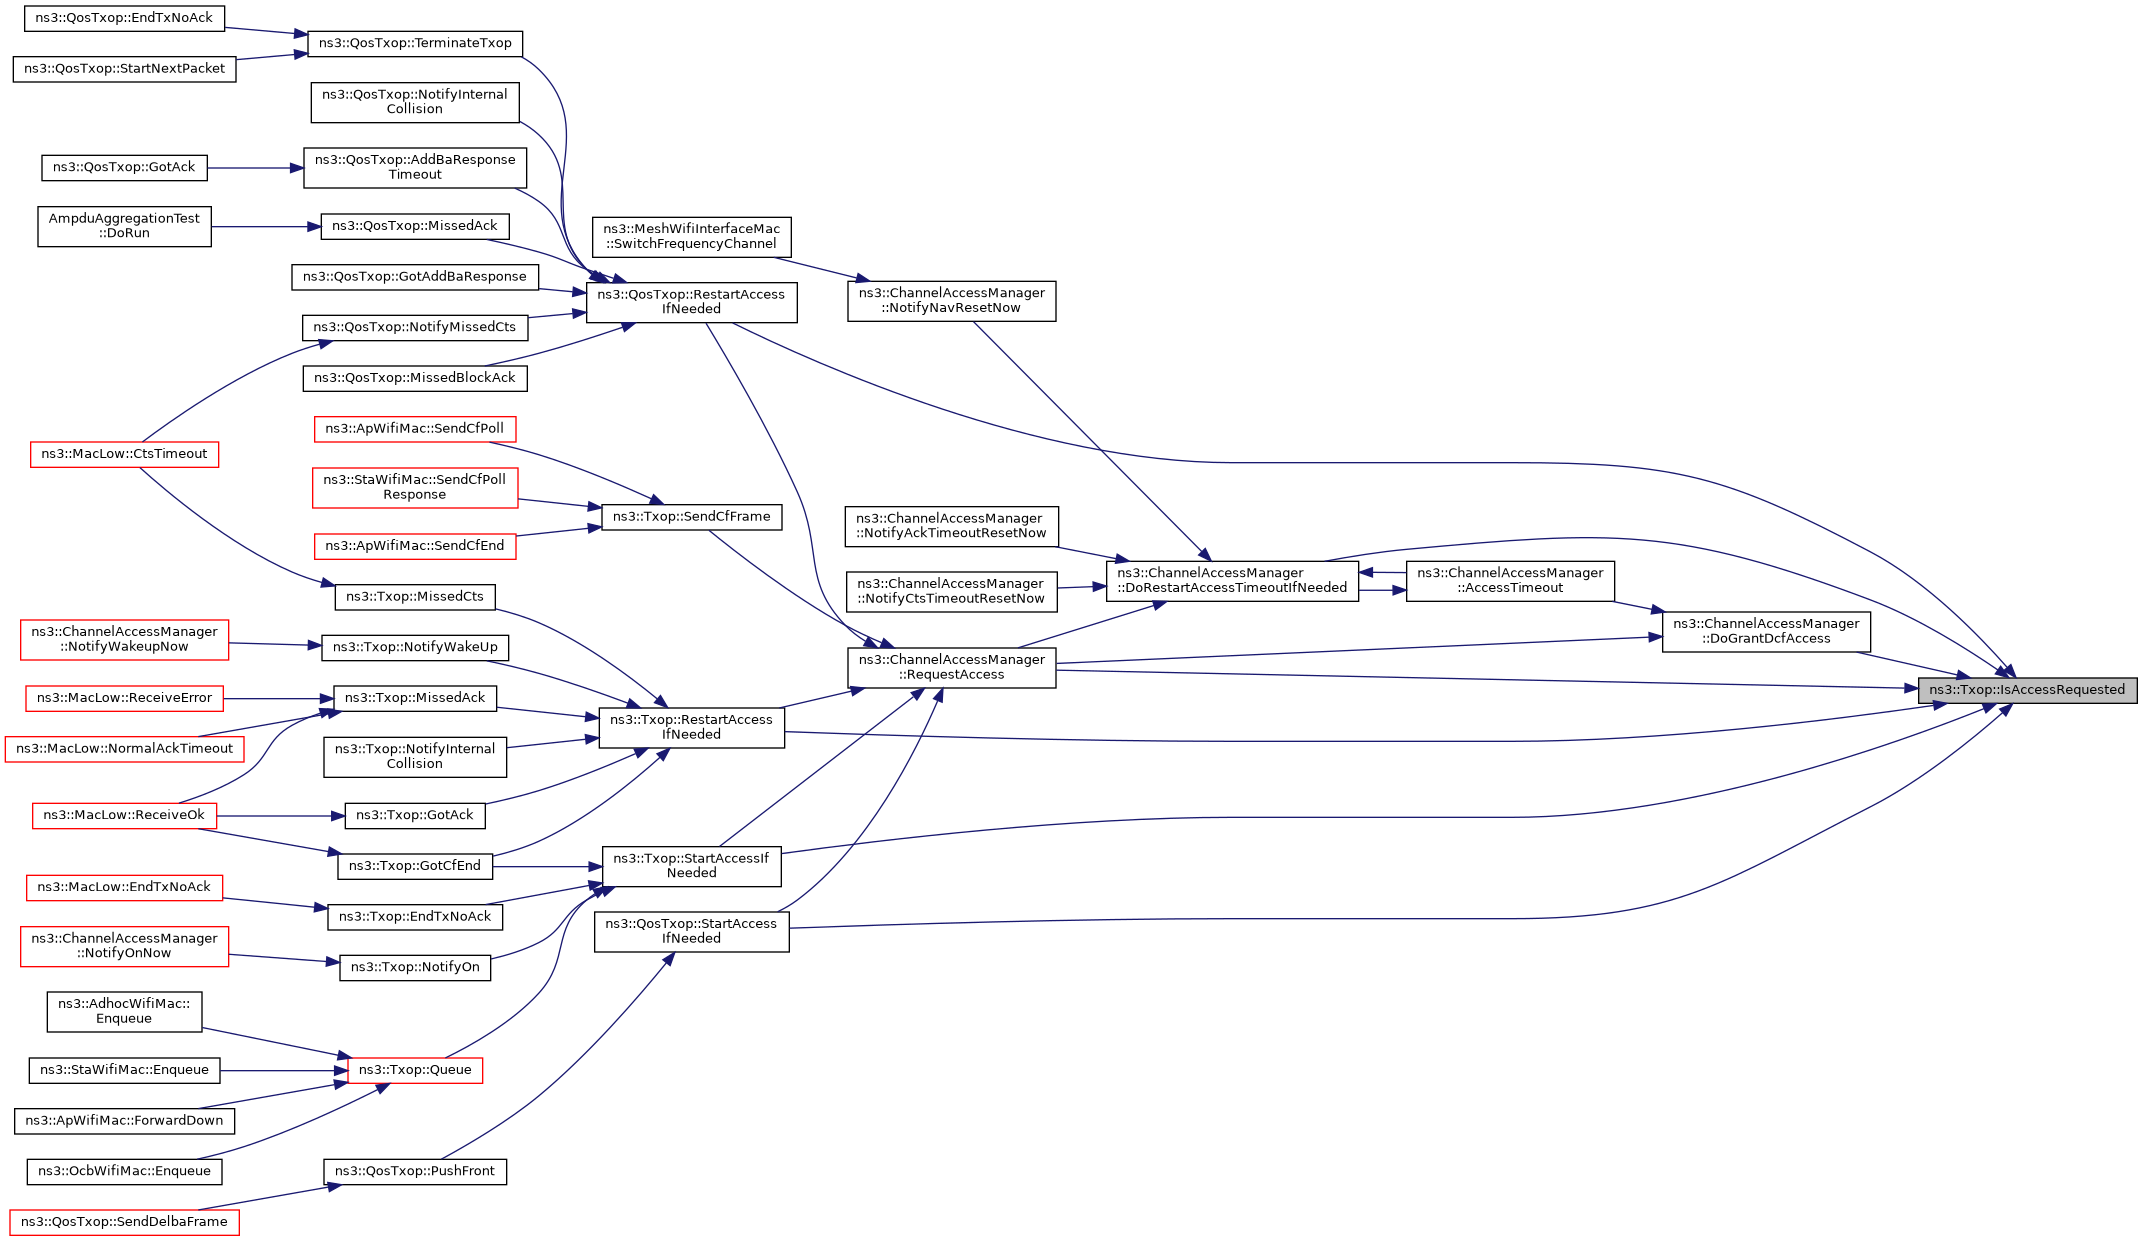 ns3::QosTxop::EndTxNoAck
ns3::QosTxop::TerminateTxop
ns3::QosTxop::StartNextPacket
ns3::QosTxop::NotifyInternal
Collision
ns3::QosTxop::AddBaResponse
Timeout
ns3::QosTxop::GotAck
AmpduAggregationTest
::DoRun
ns3::QosTxop::MissedAck
ns3::QosTxop::GotAddBaResponse
ns3::QosTxop::NotifyMissedCts
ns3::QosTxop::MissedBlockAck
ns3::MeshWifiInterfaceMac
::SwitchFrequencyChannel
ns3::QosTxop::RestartAccess
IfNeeded
ns3::ChannelAccessManager
::NotifyNavResetNow
ns3::ApWifiMac::SendCfPoll
ns3::MacLow::CtsTimeout
ns3::StaWifiMac::SendCfPoll
Response
ns3::Txop::SendCfFrame
ns3::ApWifiMac::SendCfEnd
ns3::ChannelAccessManager
::NotifyAckTimeoutResetNow
ns3::ChannelAccessManager
::NotifyCtsTimeoutResetNow
ns3::ChannelAccessManager
::DoRestartAccessTimeoutIfNeeded
ns3::ChannelAccessManager
::AccessTimeout
ns3::ChannelAccessManager
::DoGrantDcfAccess
ns3::Txop::IsAccessRequested
ns3::ChannelAccessManager
::RequestAccess
ns3::Txop::MissedCts
ns3::ChannelAccessManager
::NotifyWakeupNow
ns3::Txop::NotifyWakeUp
ns3::MacLow::ReceiveError
ns3::Txop::MissedAck
ns3::Txop::RestartAccess
IfNeeded
ns3::MacLow::NormalAckTimeout
ns3::Txop::NotifyInternal
Collision
ns3::MacLow::ReceiveOk
ns3::Txop::GotAck
ns3::Txop::GotCfEnd
ns3::Txop::StartAccessIf
Needed
ns3::MacLow::EndTxNoAck
ns3::Txop::EndTxNoAck
ns3::QosTxop::StartAccess
IfNeeded
ns3::ChannelAccessManager
::NotifyOnNow
ns3::Txop::NotifyOn
ns3::AdhocWifiMac::
Enqueue
ns3::StaWifiMac::Enqueue
ns3::Txop::Queue
ns3::ApWifiMac::ForwardDown
ns3::OcbWifiMac::Enqueue
ns3::QosTxop::PushFront
ns3::QosTxop::SendDelbaFrame